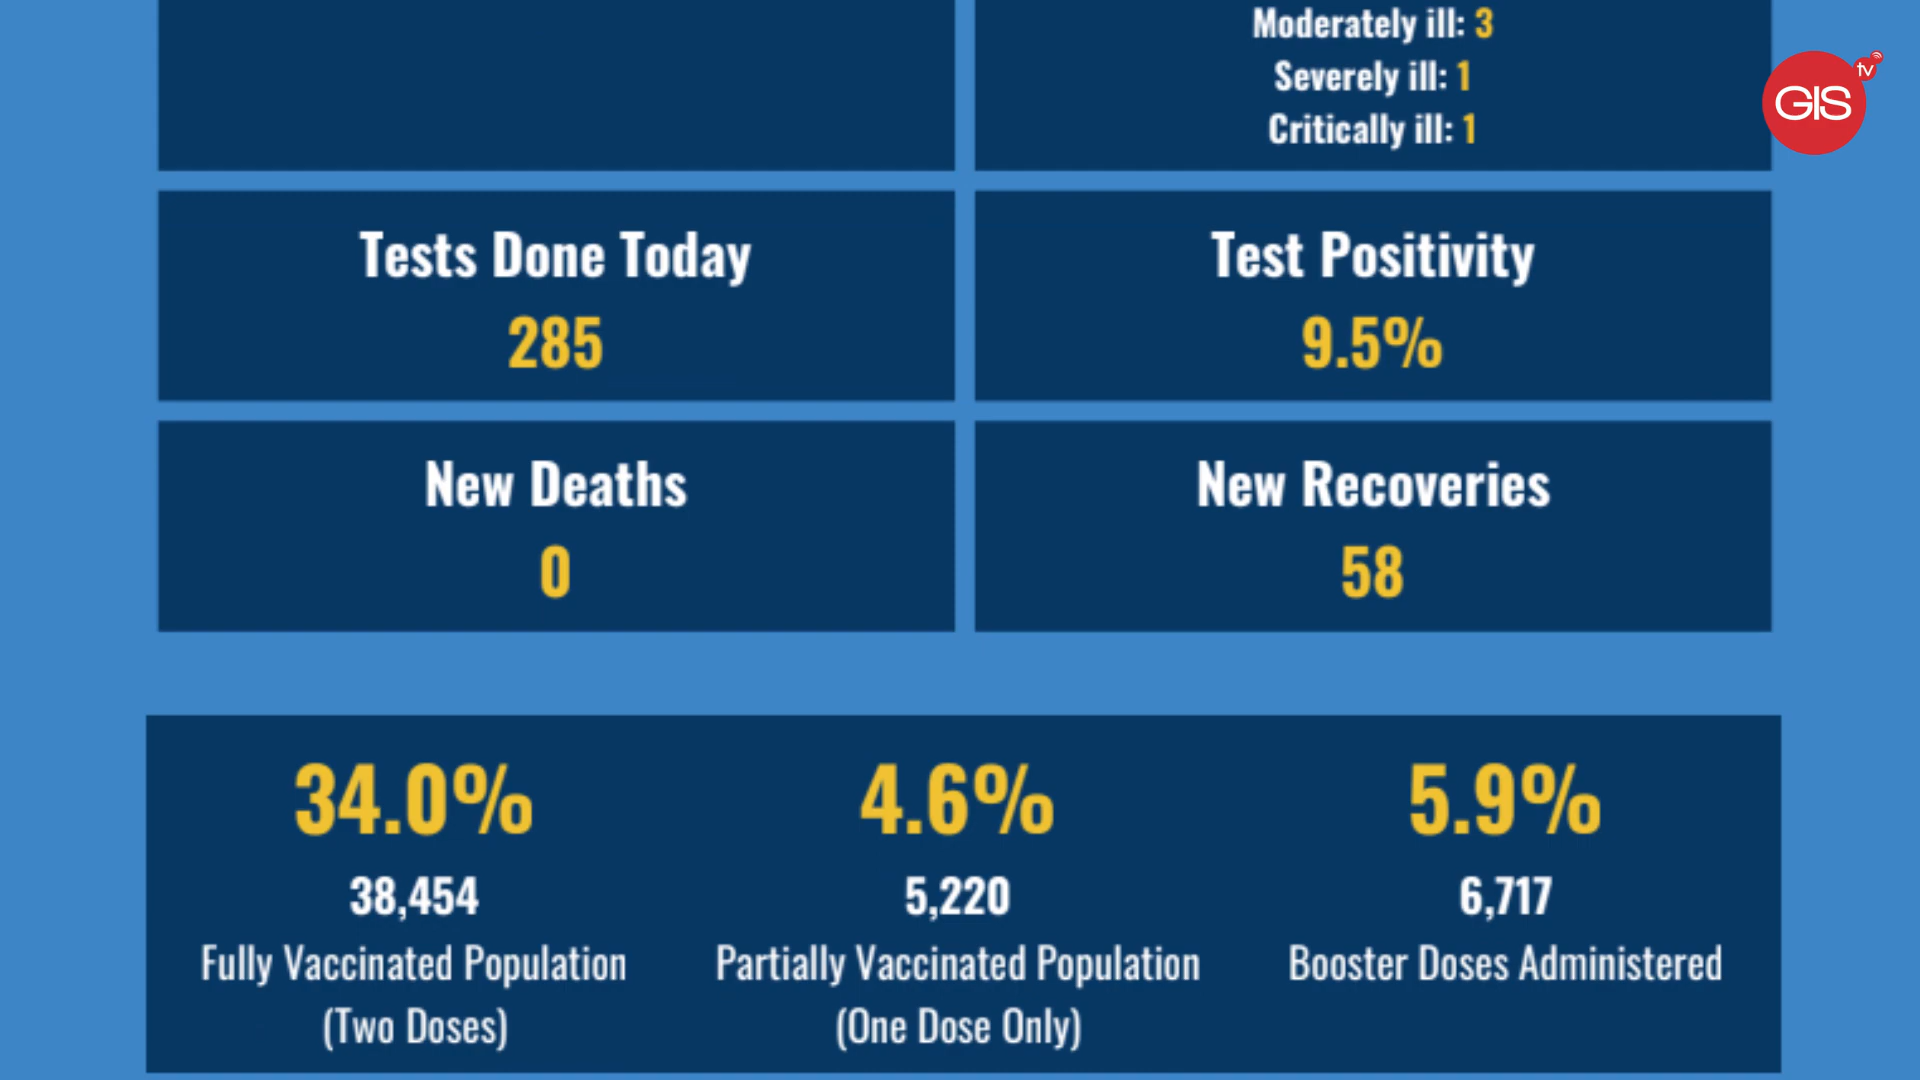 Moderately ill: 3
Severely ill: 1
Critically ill: 1
GIS tv
Tests Done Today
285
Test Positivity
9.5%
New Deaths
0
New Recoveries
58
34.0%
38,454
Fully Vaccinated Population
(Two Doses)
4.6%
5,220
Partially Vaccinated Population
(One Dose Only)
5.9%
6,717
Booster Doses Administered